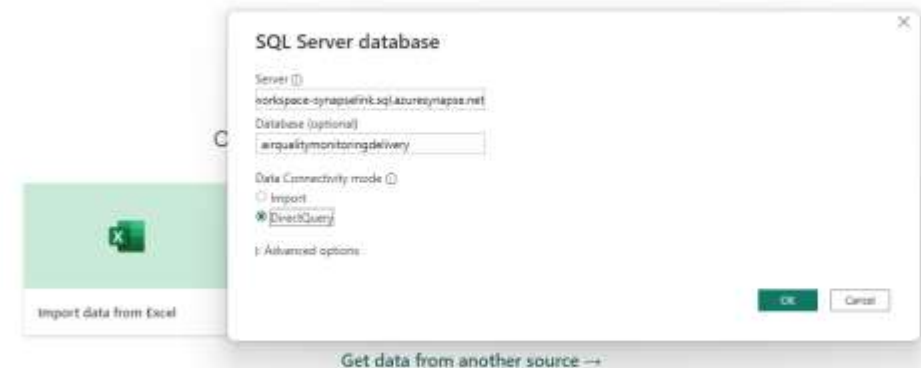 SQL Server database
Server
workspace-synapselink.sql.azuresynapse.net
Database (optional)
airqualitymonitoringdelivery
Data Connectivity mode
Import
DirectQuery
Advanced options
OK
Cancel
Import data from Excel
Get data from another source →